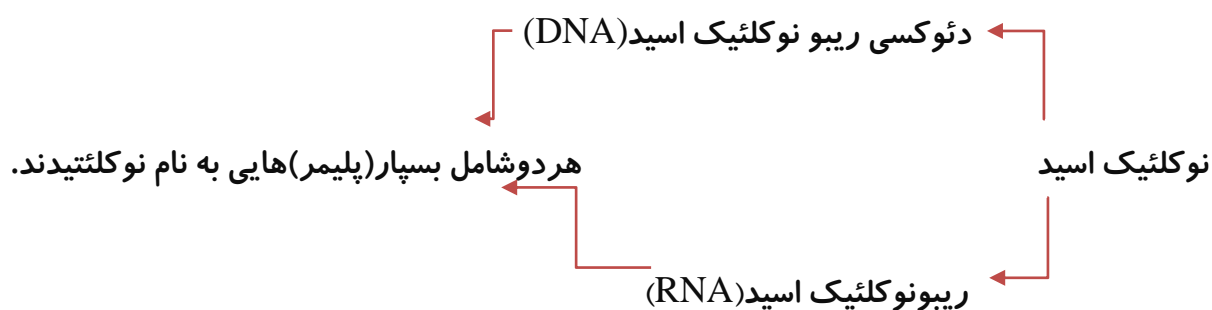 دئوکسی ریبو نوکلئیک اسید(DNA)
نوکلئیک اسید
هردوشامل بسپار(پلیمر)هایی به نام نوکلئتیدند.
ریبونوکلئیک اسید(RNA)